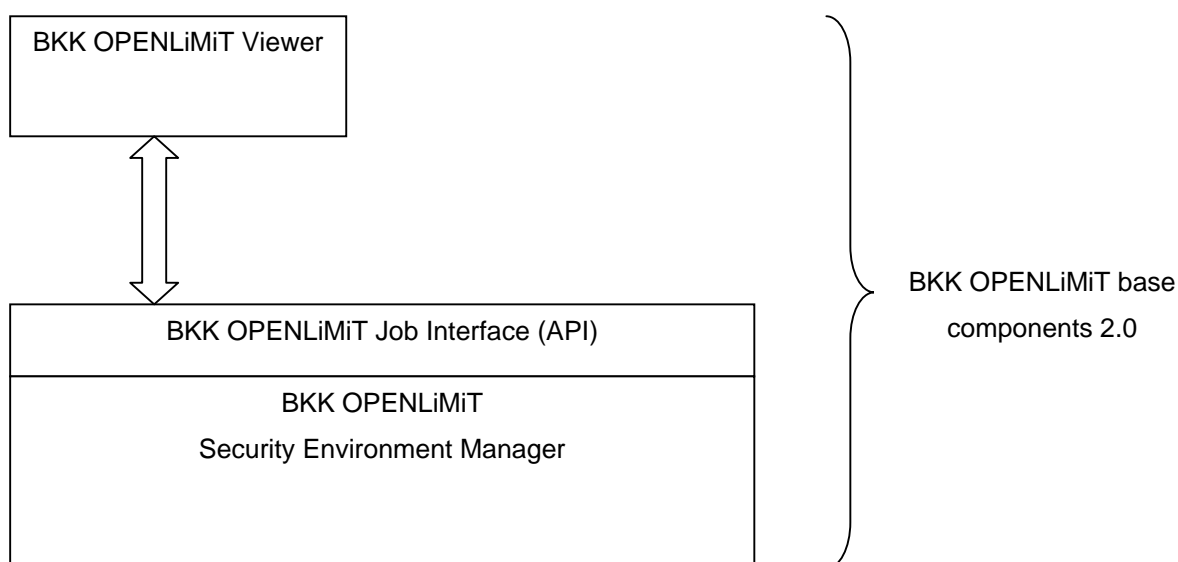 BKK OPENLiMiT Viewer
BKK OPENLiMiT base
components 2.0
BKK OPENLiMiT Job Interface (API)
BKK OPENLiMiT
Security Environment Manager